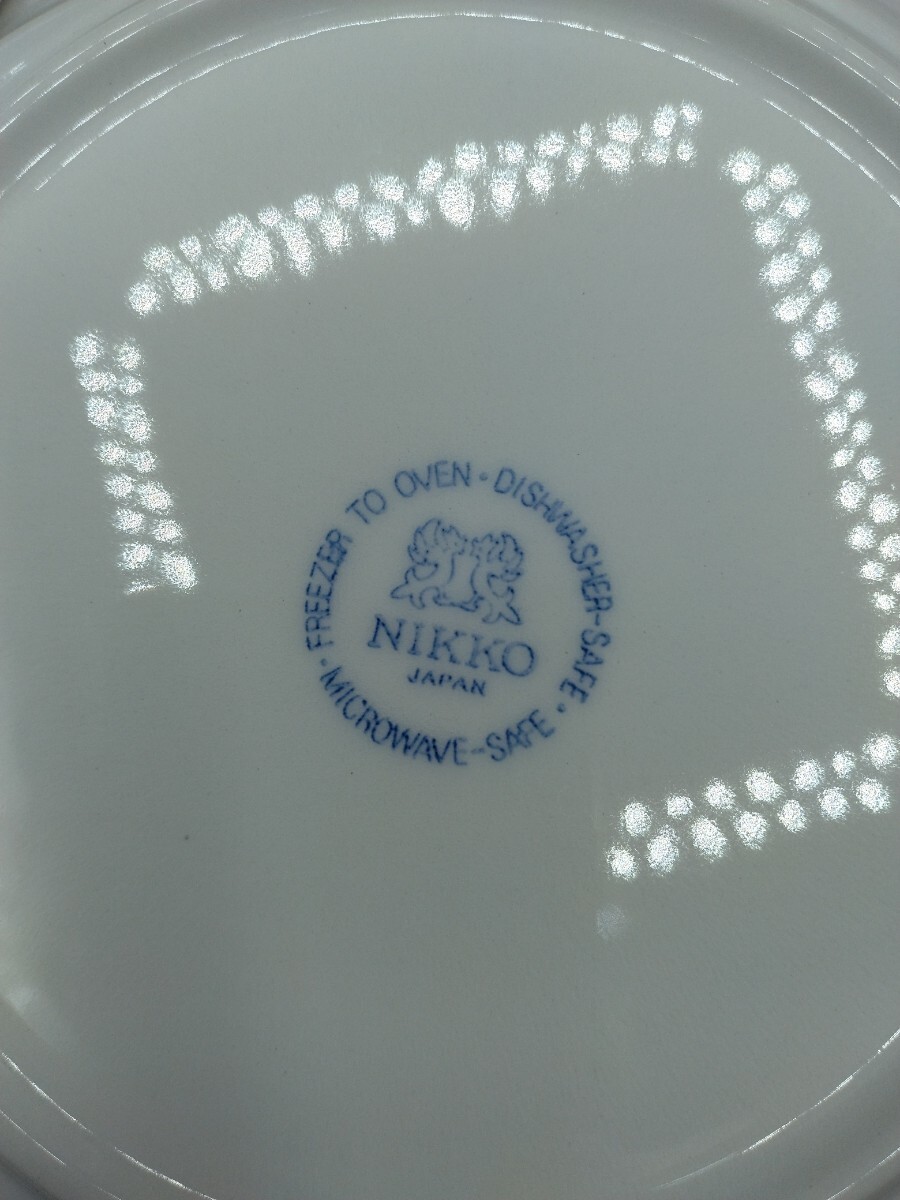 FREEZER TO OVEN · DISHWASHER-SAFE · MICROWAVE-SAFE ·
NIKKO
JAPAN